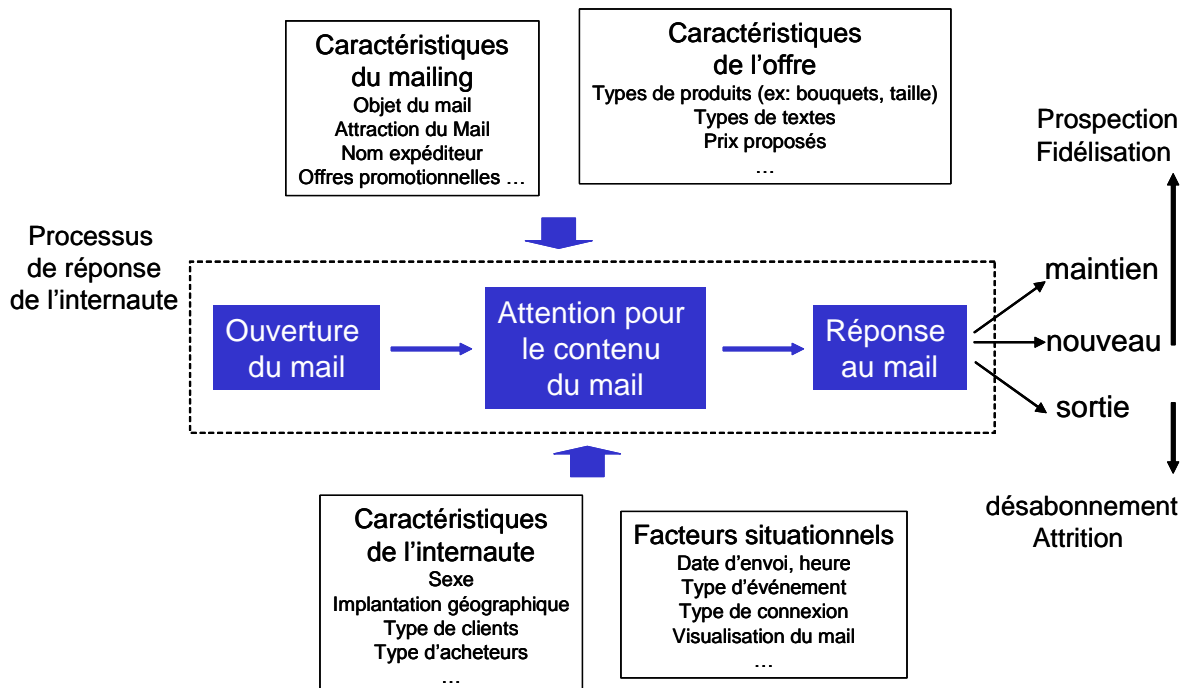 Caractéristiques
du mailing
Objet du mail
Attraction du Mail
Nom expéditeur
Offres promotionnelles …
Caractéristiques
de l’offre
Types de produits (ex: bouquets, taille)
Types de textes
Prix proposés
…
Prospection
Fidélisation
Processus
de réponse
de l’internaute
Ouverture
du mail
Attention pour
le contenu
du mail
Réponse
au mail
maintien
nouveau
sortie
désabonnement
Attrition
Caractéristiques
de l’internaute
Sexe
Implantation géographique
Type de clients
Type d’acheteurs
…
Facteurs situationnels
Date d’envoi, heure
Type d’événement
Type de connexion
Visualisation du mail
…